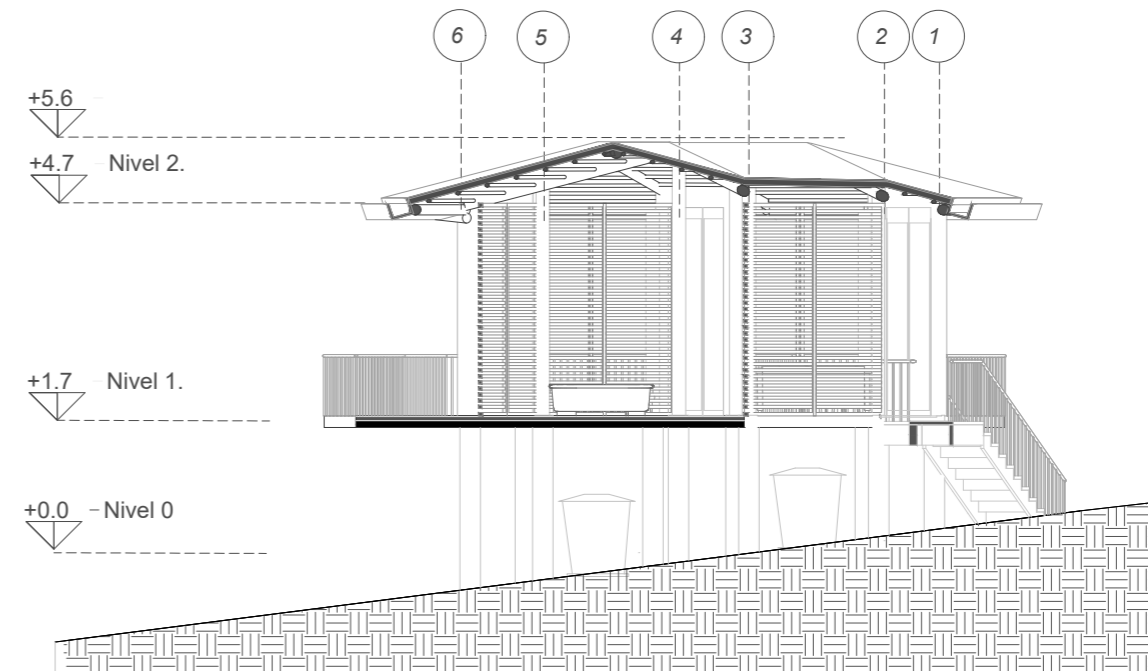 6 5 4 3 2 1
+5.6
+4.7 - Nivel 2.
+1.7 - Nivel 1.
+0.0 - Nivel 0